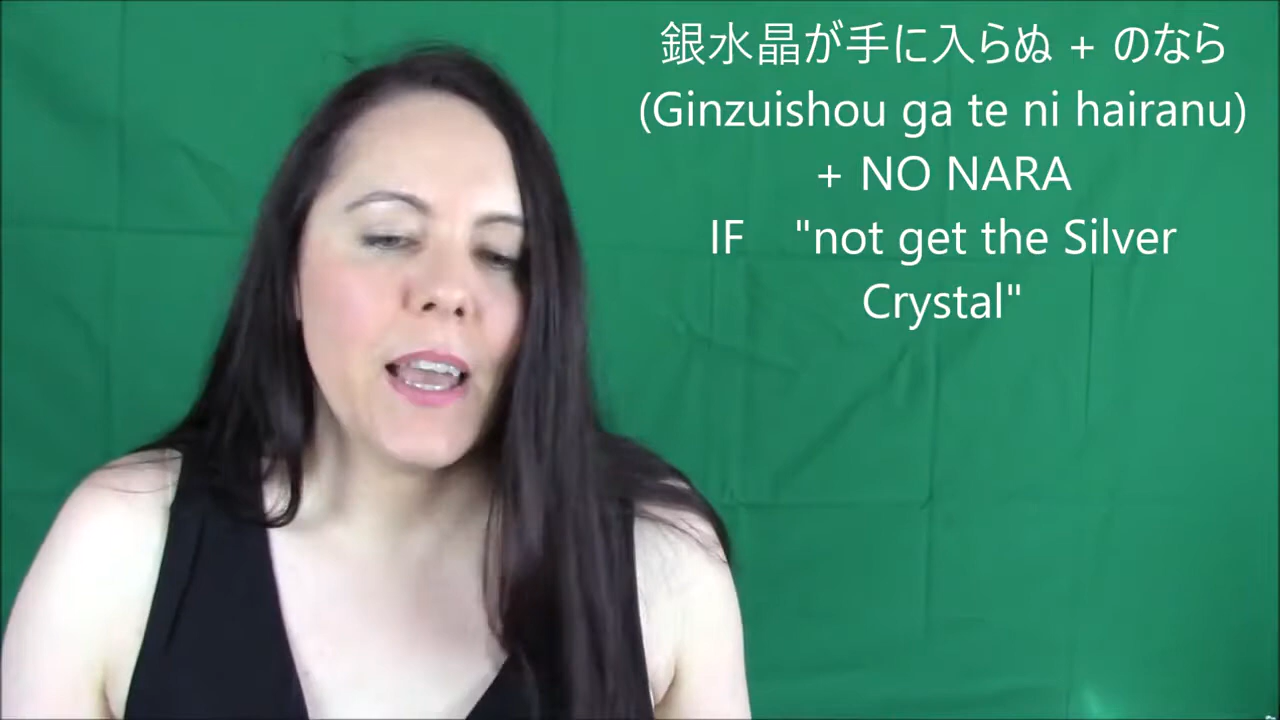 銀水晶が手に入らぬ + のなら
(Ginzuishou ga te ni hairanu)
+ NO NARA
IF "not get the Silver
Crystal"